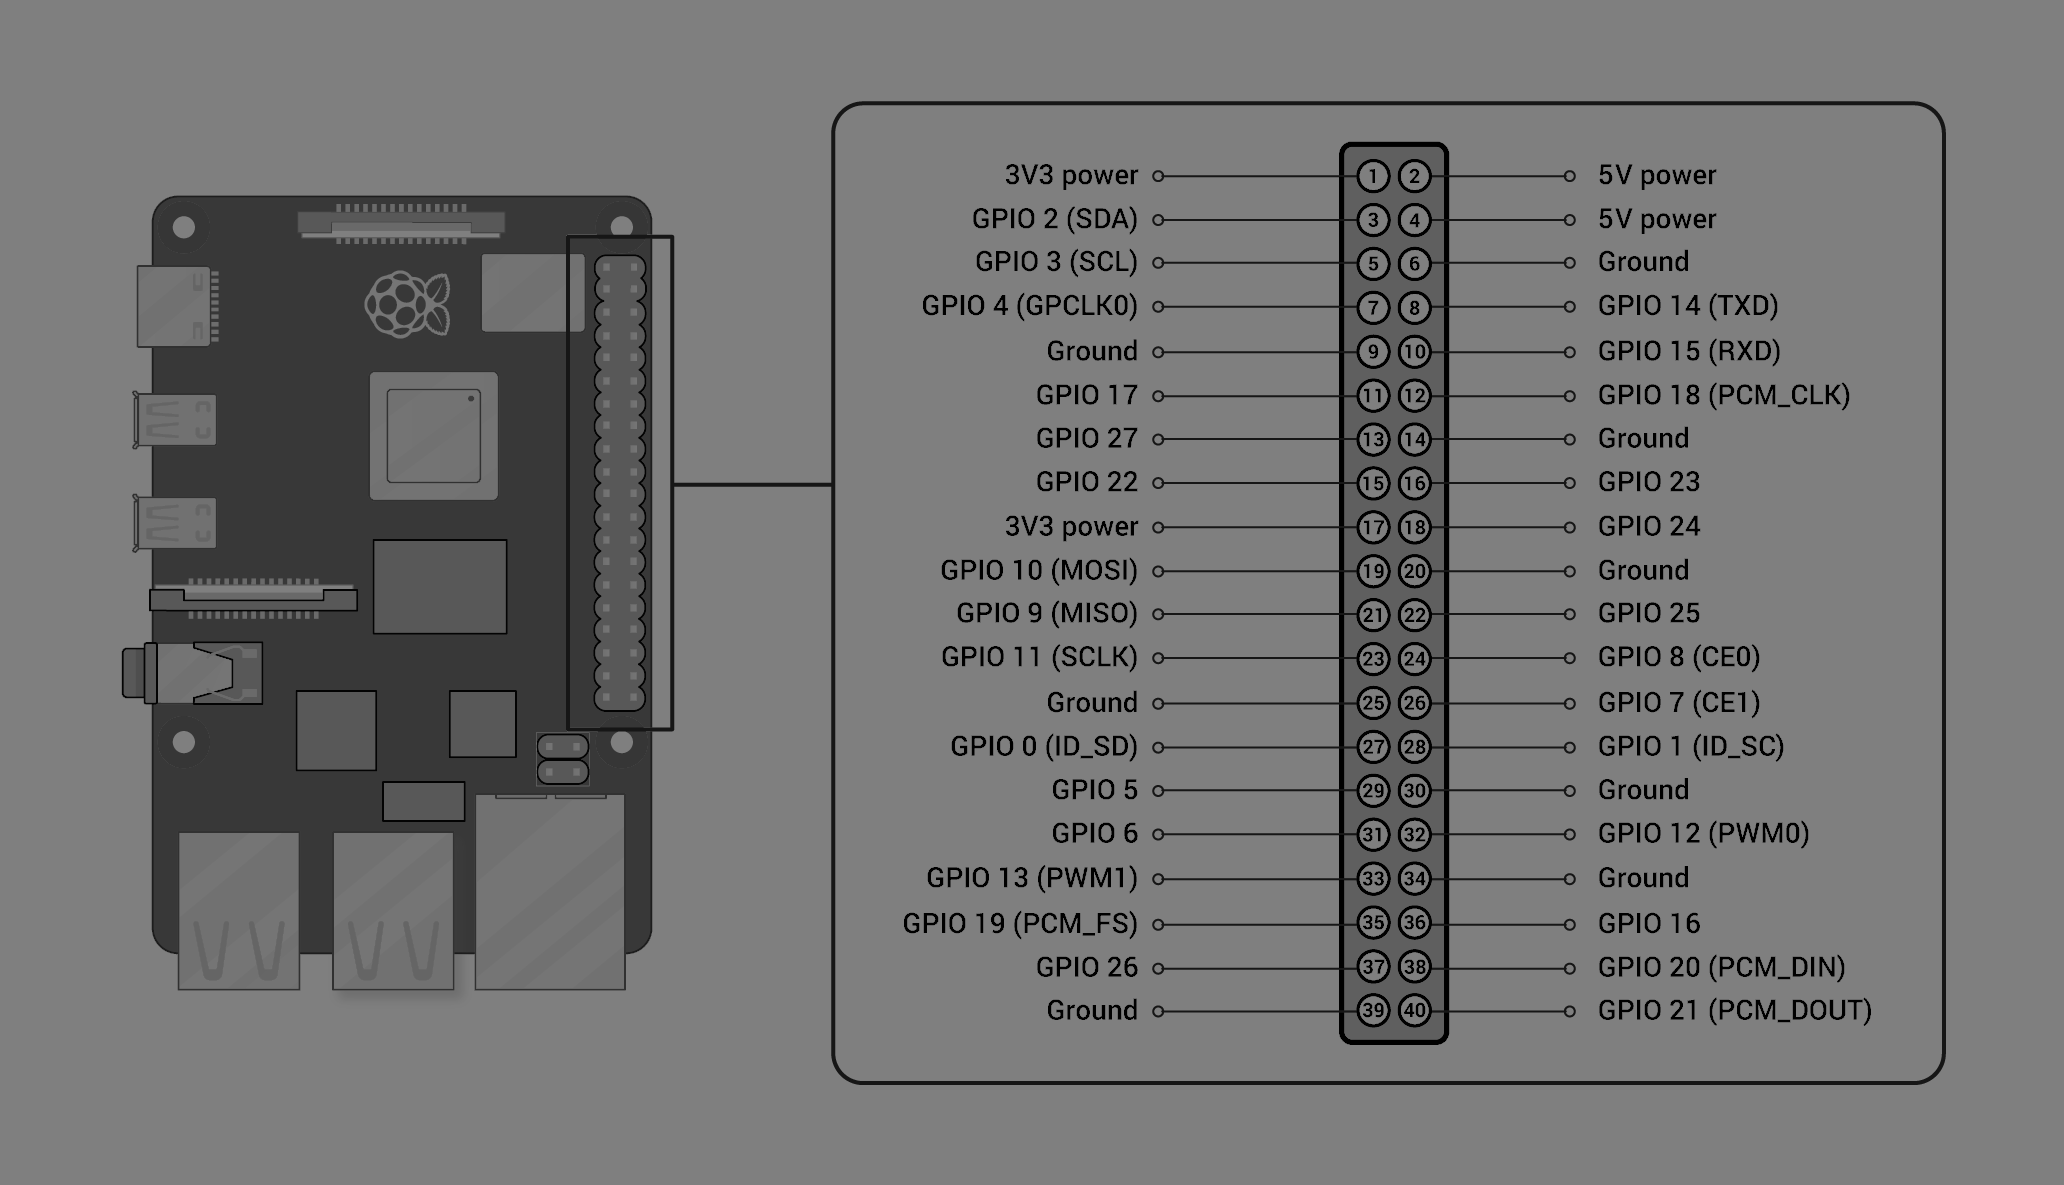 3V3 power 1 2 5V power
GPIO 2 (SDA) 3 4 5V power
GPIO 3 (SCL) 5 6 Ground
GPIO 4 (GPCLK0) 7 8 GPIO 14 (TXD)
Ground 9 10 GPIO 15 (RXD)
GPIO 17 11 12 GPIO 18 (PCM_CLK)
GPIO 27 13 14 Ground
GPIO 22 15 16 GPIO 23
3V3 power 17 18 GPIO 24
GPIO 10 (MOSI) 19 20 Ground
GPIO 9 (MISO) 21 22 GPIO 25
GPIO 11 (SCLK) 23 24 GPIO 8 (CE0)
Ground 25 26 GPIO 7 (CE1)
GPIO 0 (ID_SD) 27 28 GPIO 1 (ID_SC)
GPIO 5 29 30 Ground
GPIO 6 31 32 GPIO 12 (PWM0)
GPIO 13 (PWM1) 33 34 Ground
GPIO 19 (PCM_FS) 35 36 GPIO 16
GPIO 26 37 38 GPIO 20 (PCM_DIN)
Ground 39 40 GPIO 21 (PCM_DOUT)